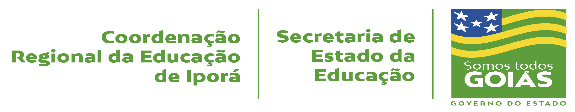 Coordenação
Regional da Educação
de Iporá
Secretaria de
Estado da
Educação
Somos todos
GOIÁS
GOVERNO DO ESTADO